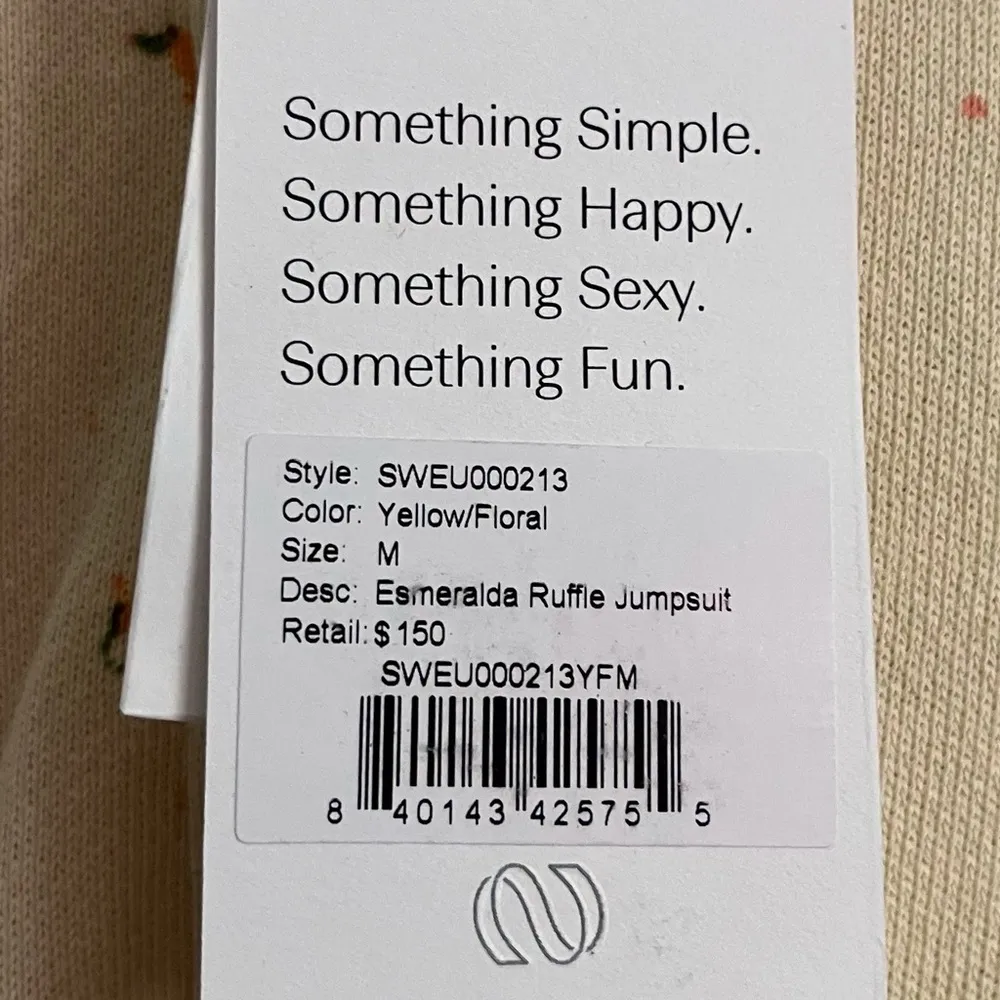 Something Simple.
Something Happy.
Something Sexy.
Something Fun.
Style: SWEU000213
Color: Yellow/Floral
Size: M
Desc: Esmeralda Ruffle Jumpsuit
Retail: $ 150
SWEU000213YFM
8 40143 42575 5